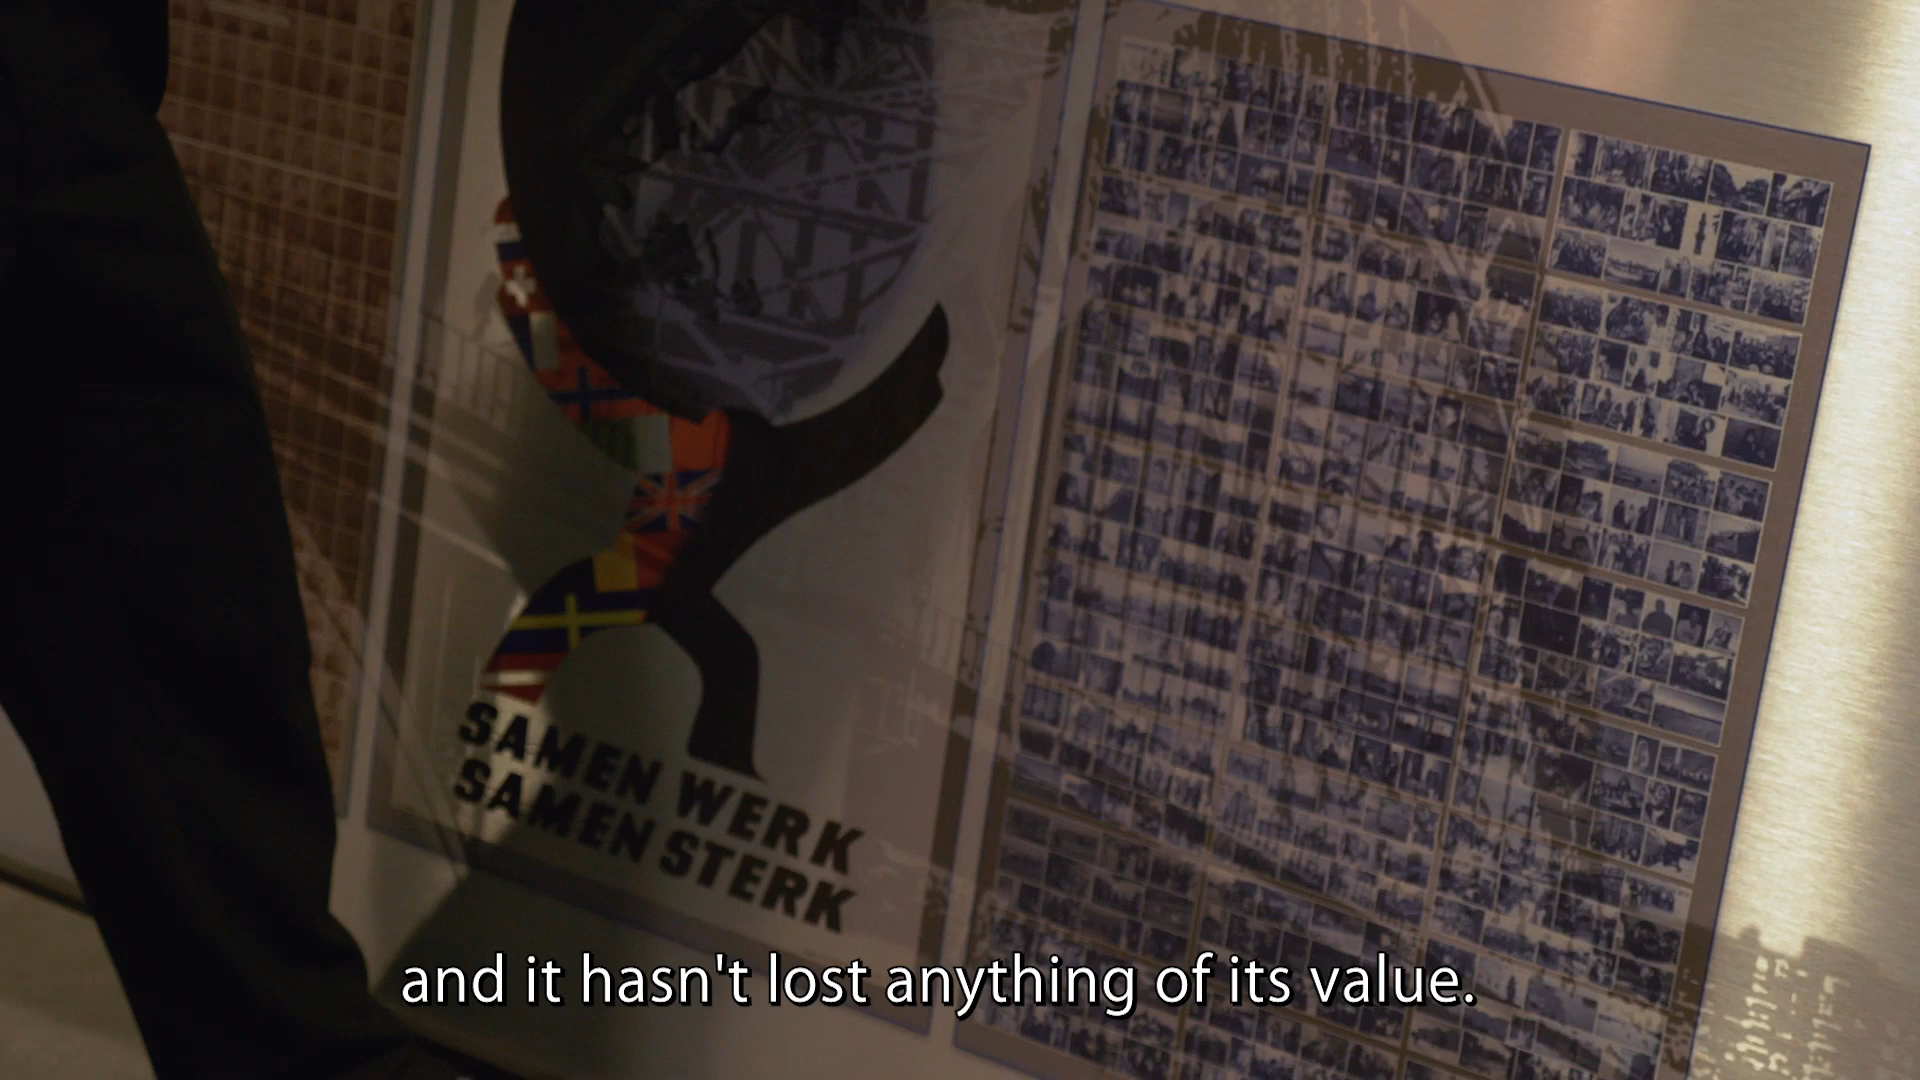 SAMEN WERK
SAMEN STERK
and it hasn't lost anything of its value.